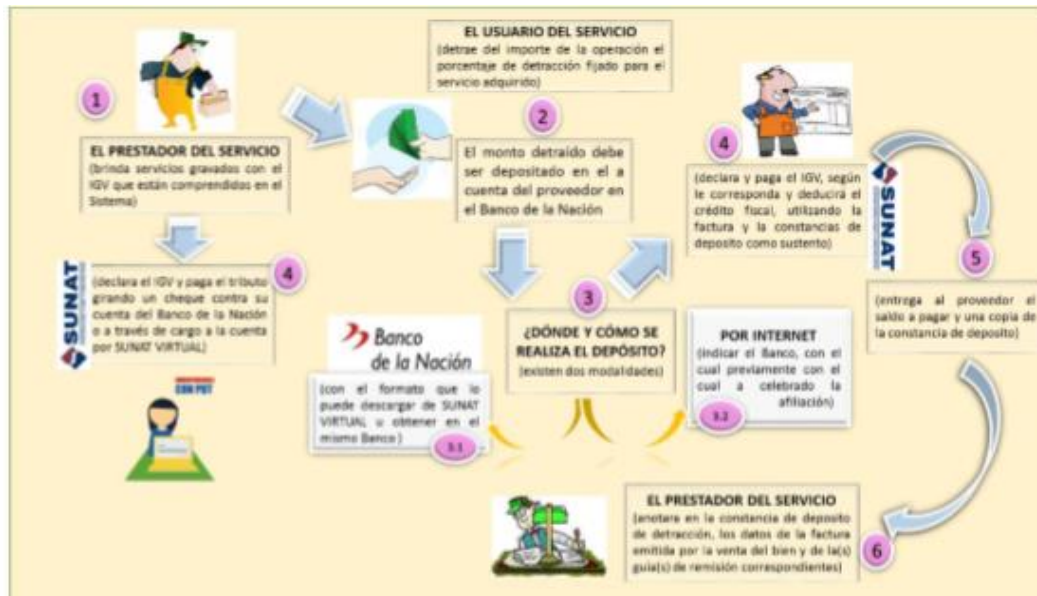 1
EL PRESTADOR DEL SERVICIO
(brinda servicios gravados con el
IGV que están comprendidos en el
Sistema)
EL USUARIO DEL SERVICIO
(detrae del importe de la operación el
porcentaje de detracción fijado para el
servicio adquirido)
2
El monto detraído debe
ser depositado en el a
cuenta del proveedor en
el Banco de la Nación
4
(declara y paga el IGV, según
le corresponda y deducirá el
crédito fiscal, utilizando la
factura y la constancias de
deposito como sustento)
SUNAT
5
(entrega al proveedor el
saldo a pagar y una copia de
la constancia de deposito)
SUNAT
4
(declara el IGV y paga el tributo
girando un cheque contra su
cuenta del Banco de la Nación
o a través de cargo a la cuenta
por SUNAT VIRTUAL)
CON PDT
3
¿DÓNDE Y CÓMO SE
REALIZA EL DEPÓSITO?
(existen dos modalidades)
Banco
de la Nación
(con el formato que lo
puede descargar de SUNAT
VIRTUAL u obtener en el
mismo Banco )
3.1
POR INTERNET
(indicar el Banco, con el
cual previamente con el
cual a celebrado la
afiliación)
3.2
EL PRESTADOR DEL SERVICIO
(anotara en la constancia de deposito
de detracción, los datos de la factura
emitida por la venta del bien y de la(s)
guía(s) de remisión correspondientes)
6